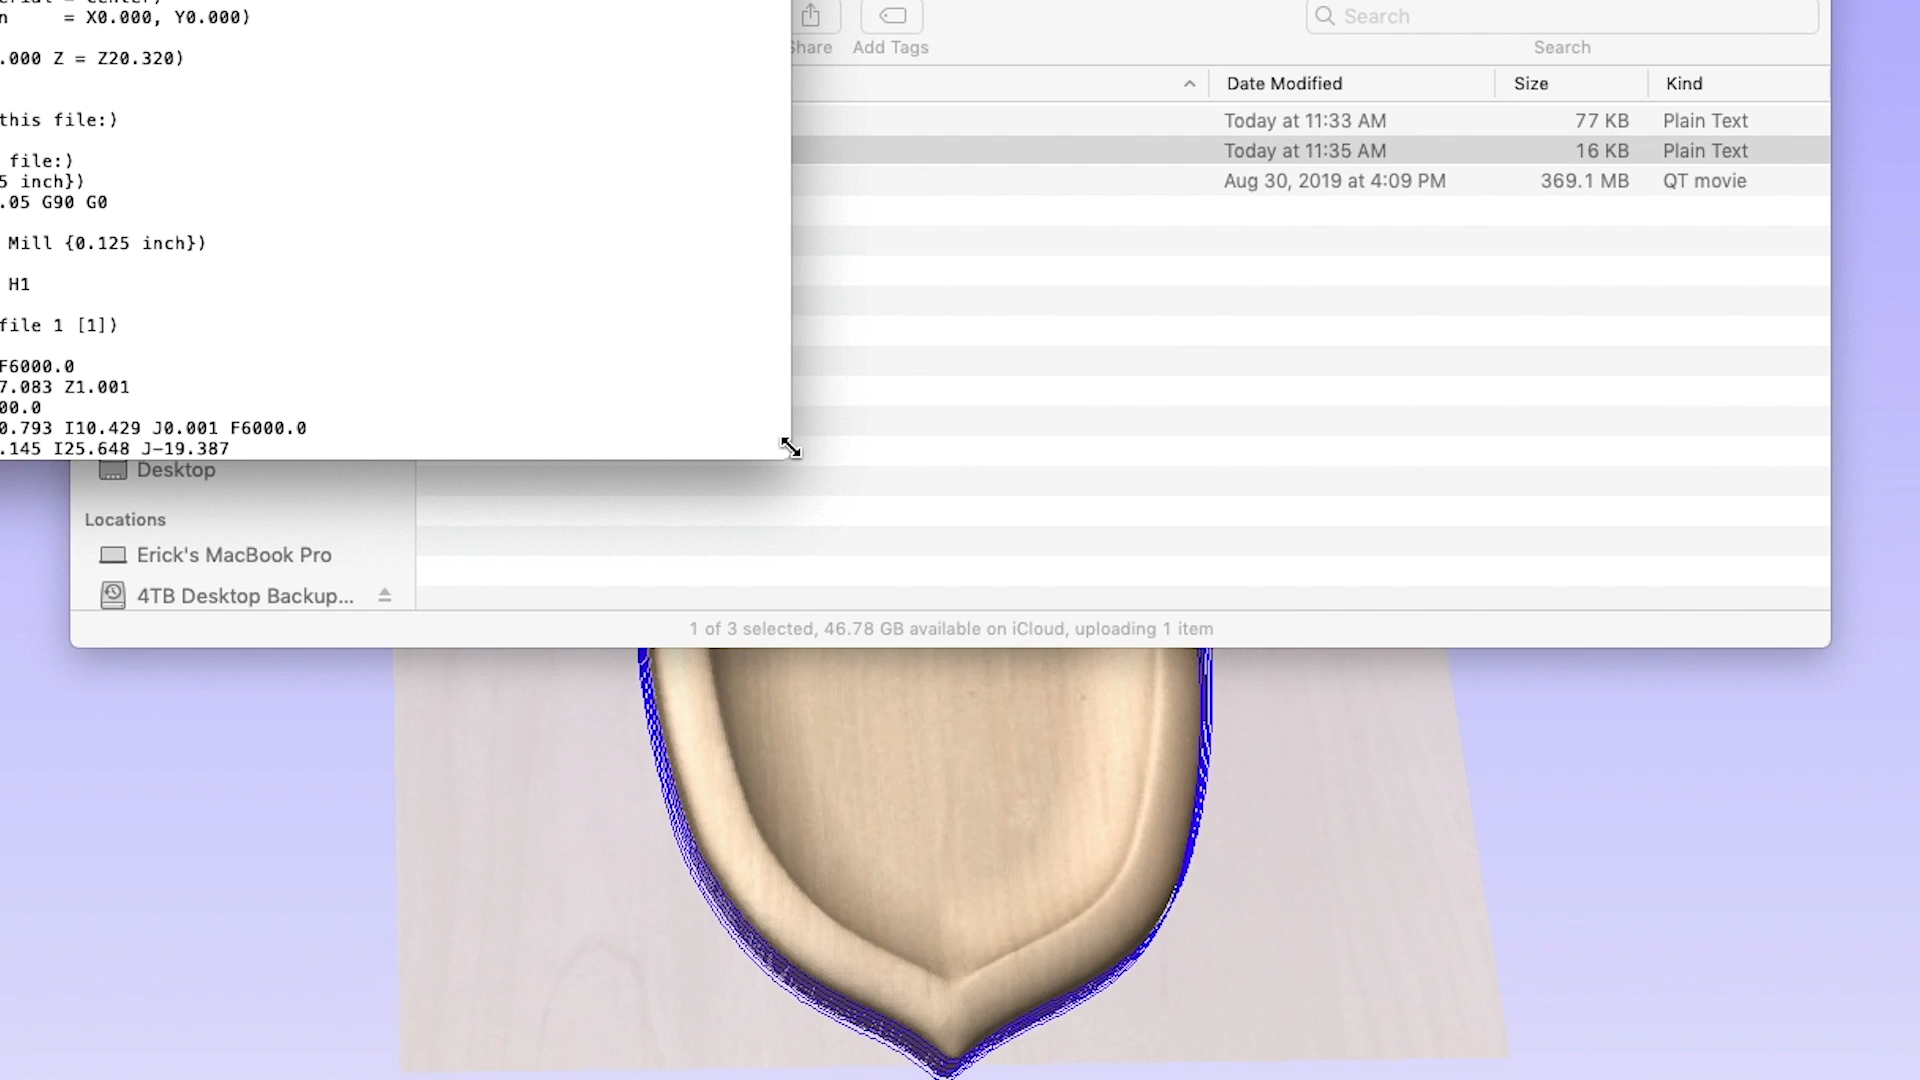 n     = X0.000, Y0.000)
.000 Z = Z20.320)
this file:)
file:)
5 inch})
.05 G90 G0
Mill {0.125 inch})
H1
file 1 [1])
F6000.0
7.083 Z1.001
00.0
0.793 I10.429 J0.001 F6000.0
.145 I25.648 J-19.387
Share
Add Tags
Search
Search
Date Modified
Size
Kind
Today at 11:33 AM
77 KB
Plain Text
Today at 11:35 AM
16 KB
Plain Text
Aug 30, 2019 at 4:09 PM
369.1 MB
QT movie
Desktop
Locations
Erick's MacBook Pro
4TB Desktop Backup...
1 of 3 selected, 46.78 GB available on iCloud, uploading 1 item